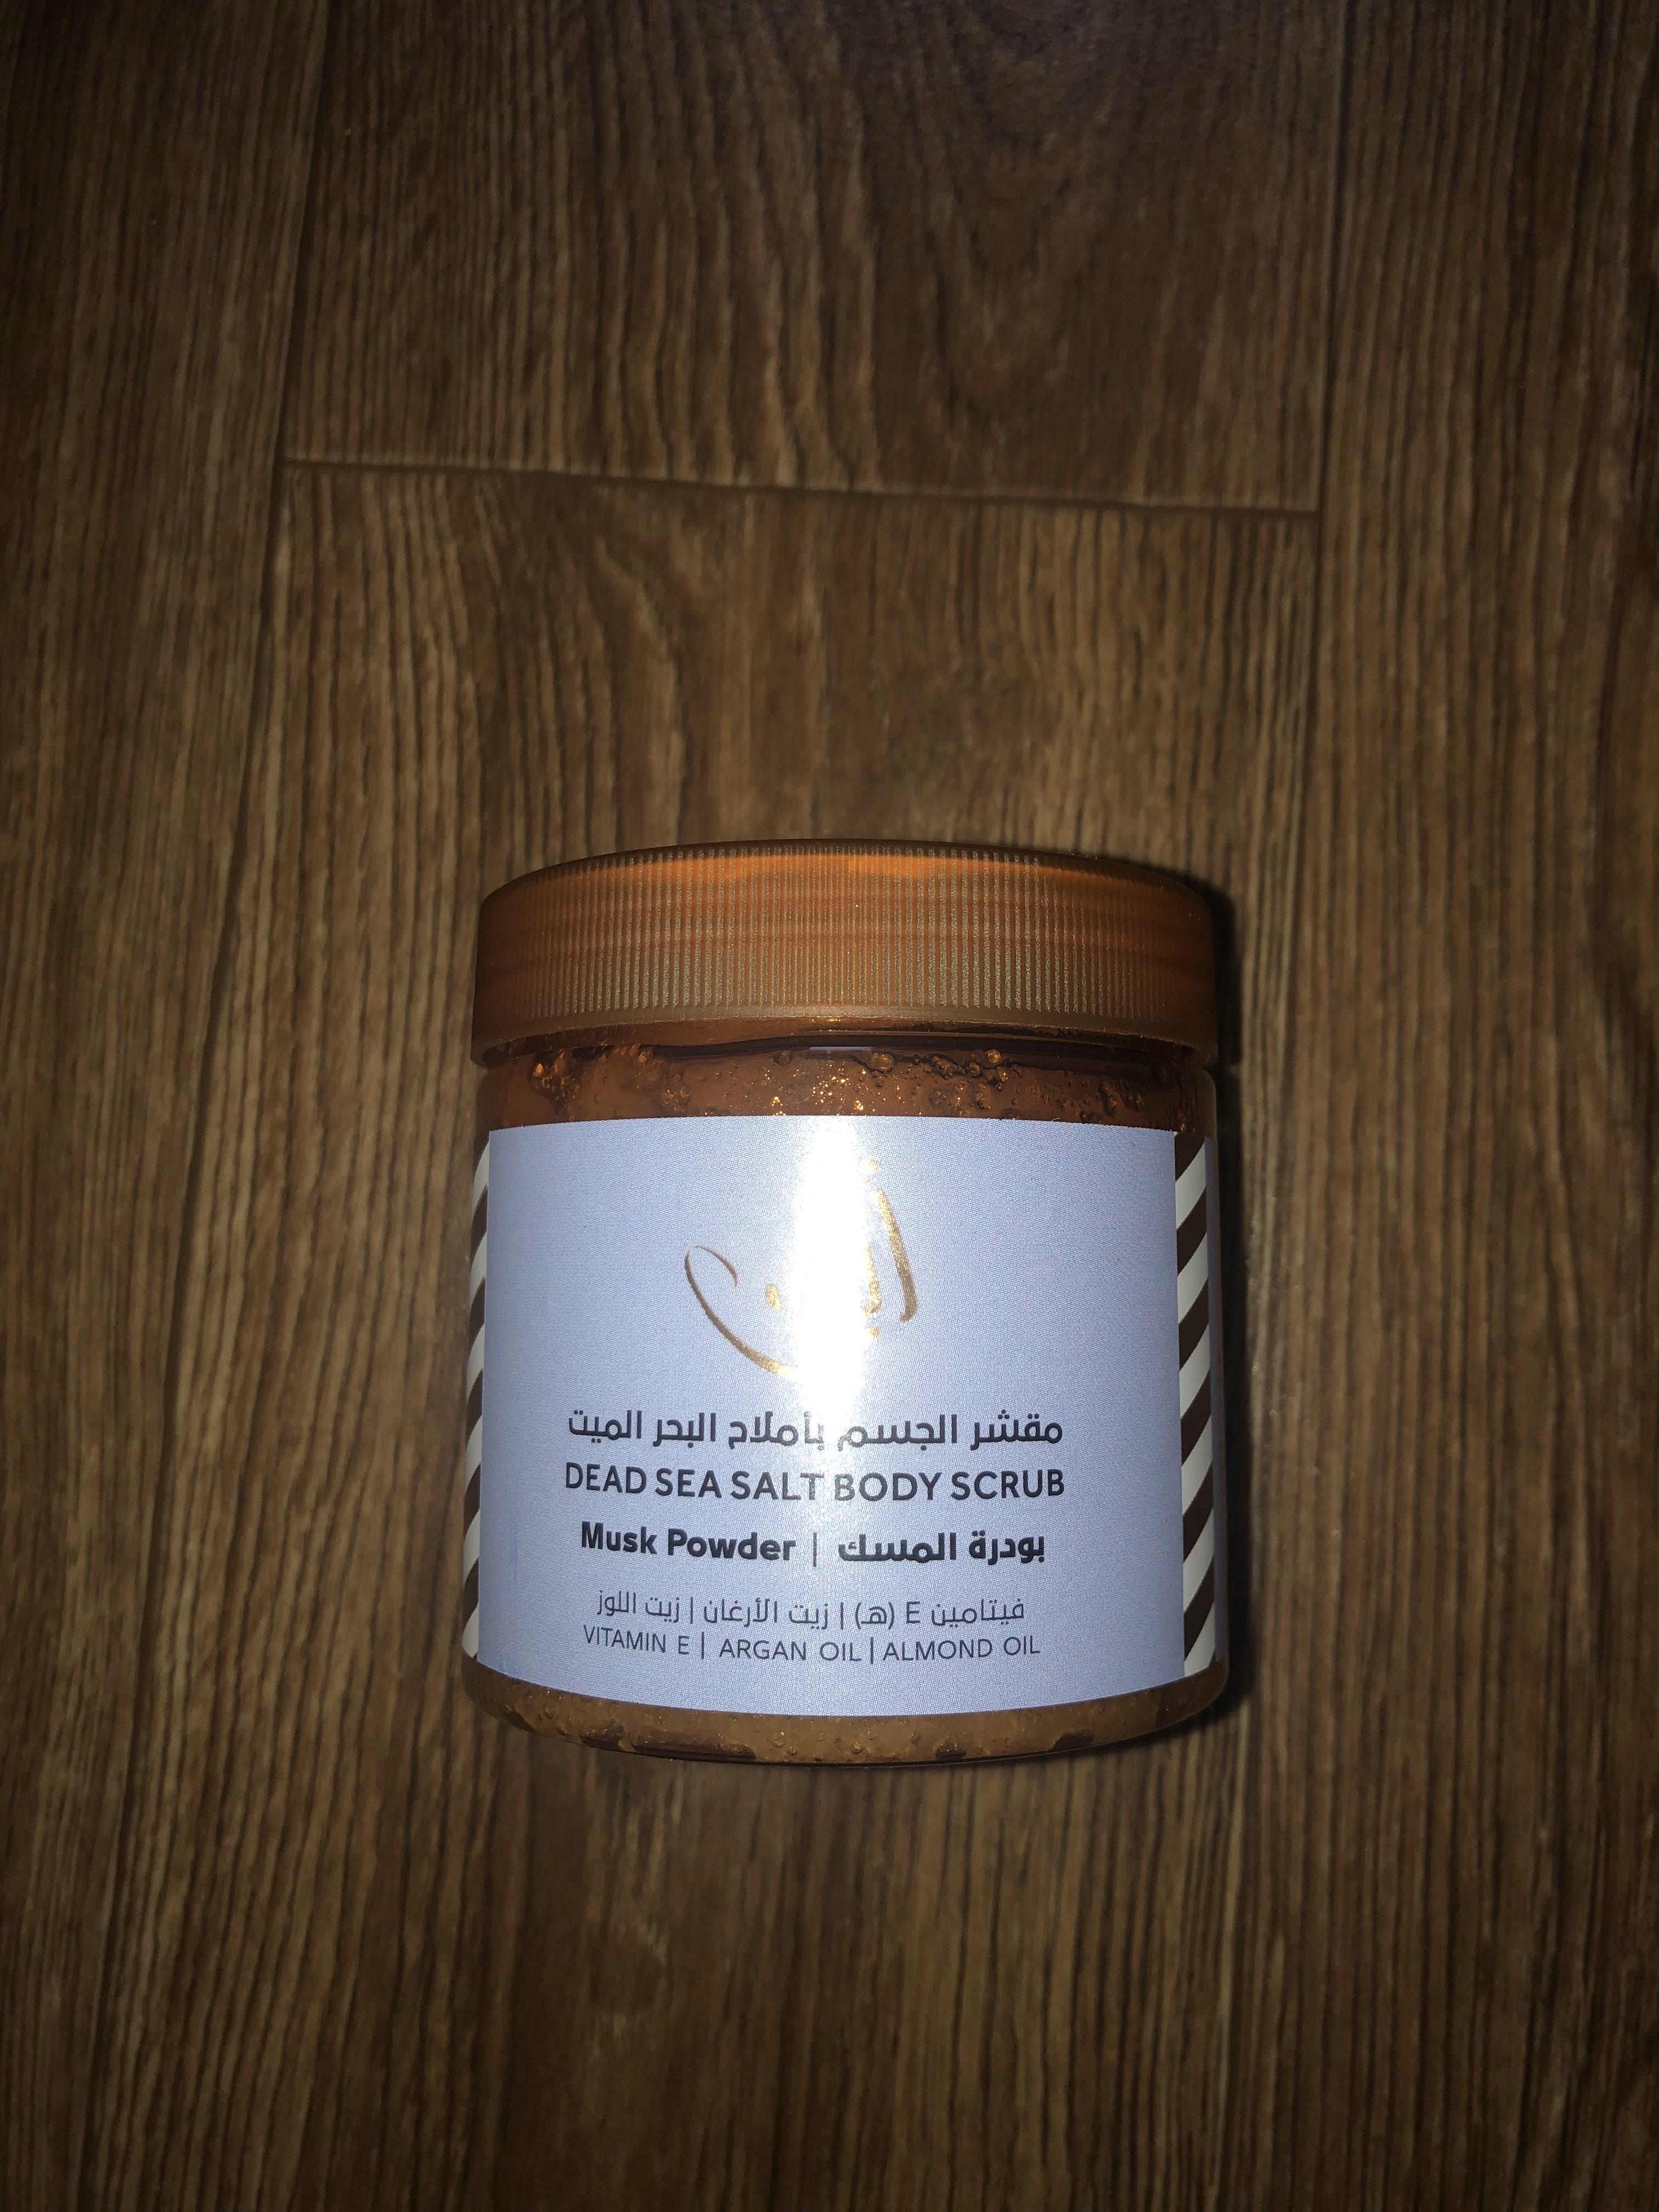 مقشر الجسم بأملاح البحر الميت
DEAD SEA SALT BODY SCRUB
Musk Powder | بودرة المسك
فيتامين E (هـ) | زيت الأرغان | زيت اللوز
VITAMIN E | ARGAN OIL | ALMOND OIL